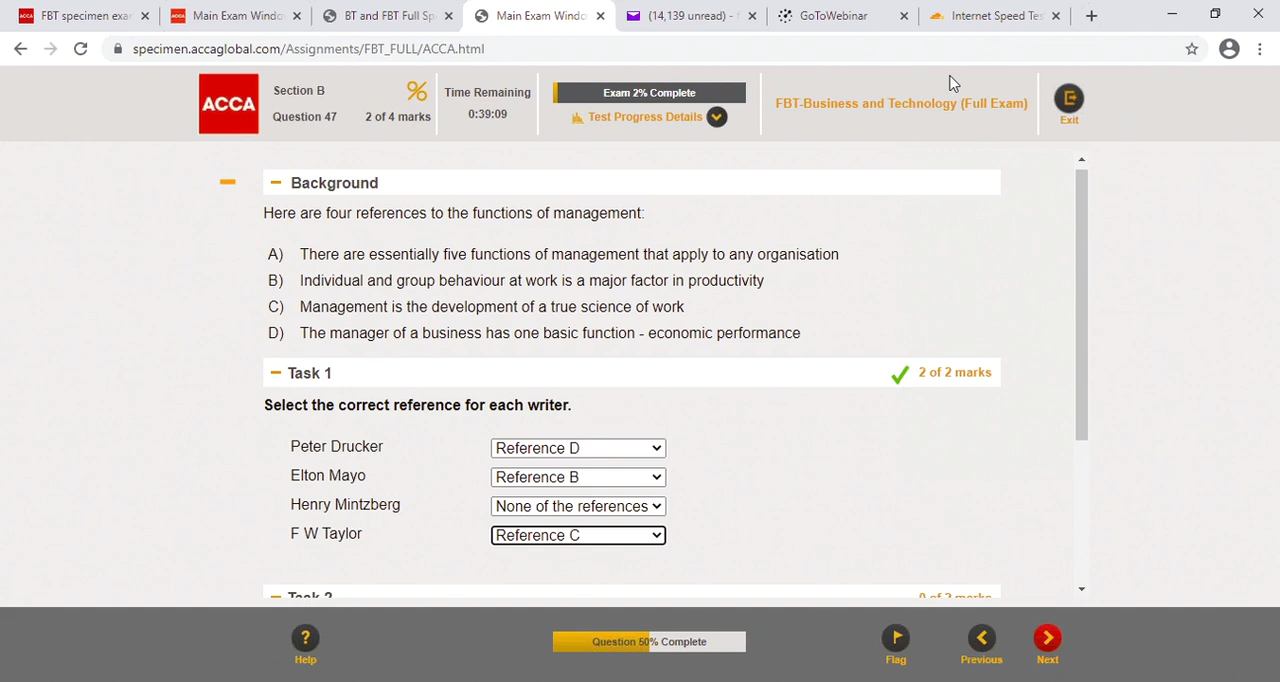 FBT specimen exa
Main Exam Windo
BT and FBT Full Sp
Main Exam Windo
(14,139 unread) - f
GoToWebinar
Internet Speed Tes
specimen.accaglobal.com/Assignments/FBT_FULL/ACCA.html
ACCA
Section B
Question 47
%
2 of 4 marks
Time Remaining
0:39:09
Exam 2% Complete
Test Progress Details
FBT-Business and Technology (Full Exam)
Exit
Background
Here are four references to the functions of management:
A) There are essentially five functions of management that apply to any organisation
B) Individual and group behaviour at work is a major factor in productivity
C) Management is the development of a true science of work
D) The manager of a business has one basic function - economic performance
Task 1
2 of 2 marks
Select the correct reference for each writer.
Peter Drucker Reference D
Elton Mayo Reference B
Henry Mintzberg None of the references
F W Taylor Reference C
Task 2
0 of 2 marks
?
Help
Question 50% Complete
Flag
Previous
Next